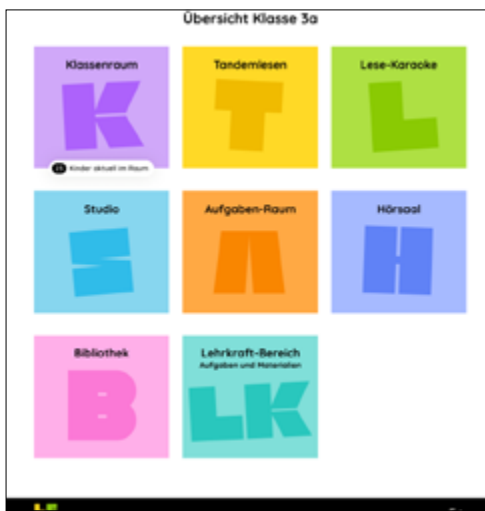 Übersicht Klasse 3a
Klassenraum
K
Kinder aktuell im Raum
Tandemlesen
T
Lese-Karaoke
L
Studio
S
Aufgaben-Raum
A
Hörsaal
H
Bibliothek
B
Lehrkraft-Bereich
Aufgaben und Materialien
LK